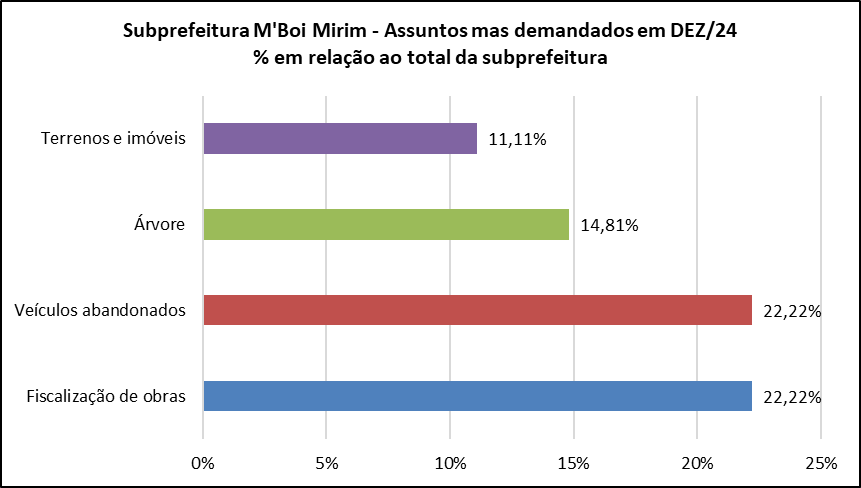 Subprefeitura M'Boi Mirim - Assuntos mas demandados em DEZ/24
% em relação ao total da subprefeitura
Terrenos e imóveis
11,11%
Árvore
14,81%
Veículos abandonados
22,22%
Fiscalização de obras
22,22%
0%
5%
10%
15%
20%
25%